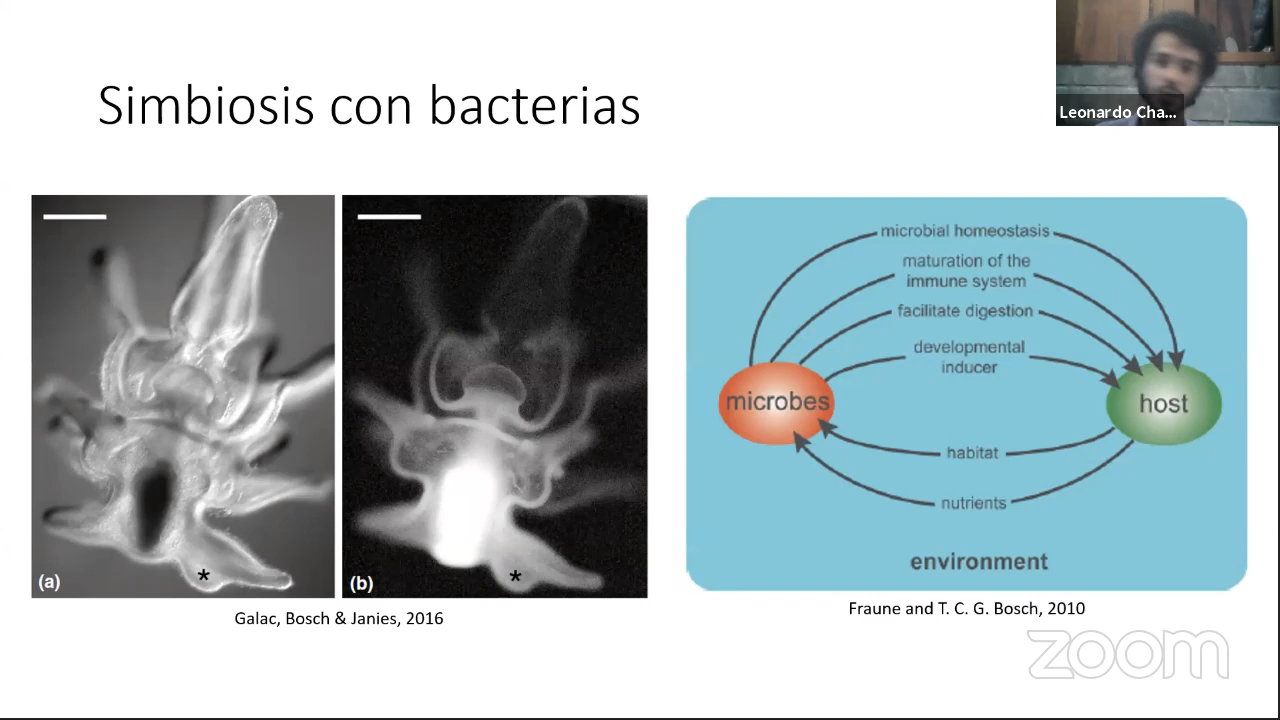 Simbiosis con bacterias
Leonardo Cha...
(a)
*
(b)
*
Galac, Bosch & Janies, 2016
microbial homeostasis
maturation of the
immune system
facilitate digestion
developmental
inducer
microbes
host
habitat
nutrients
environment
Fraune and T. C. G. Bosch, 2010
zoom